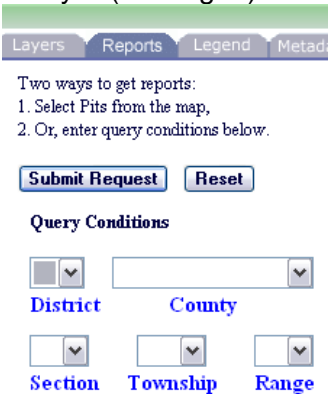 Layers Reports Legend Metada
Two ways to get reports:
1. Select Pits from the map,
2. Or, enter query conditions below.
Submit Request Reset
Query Conditions
District County
Section Township Range